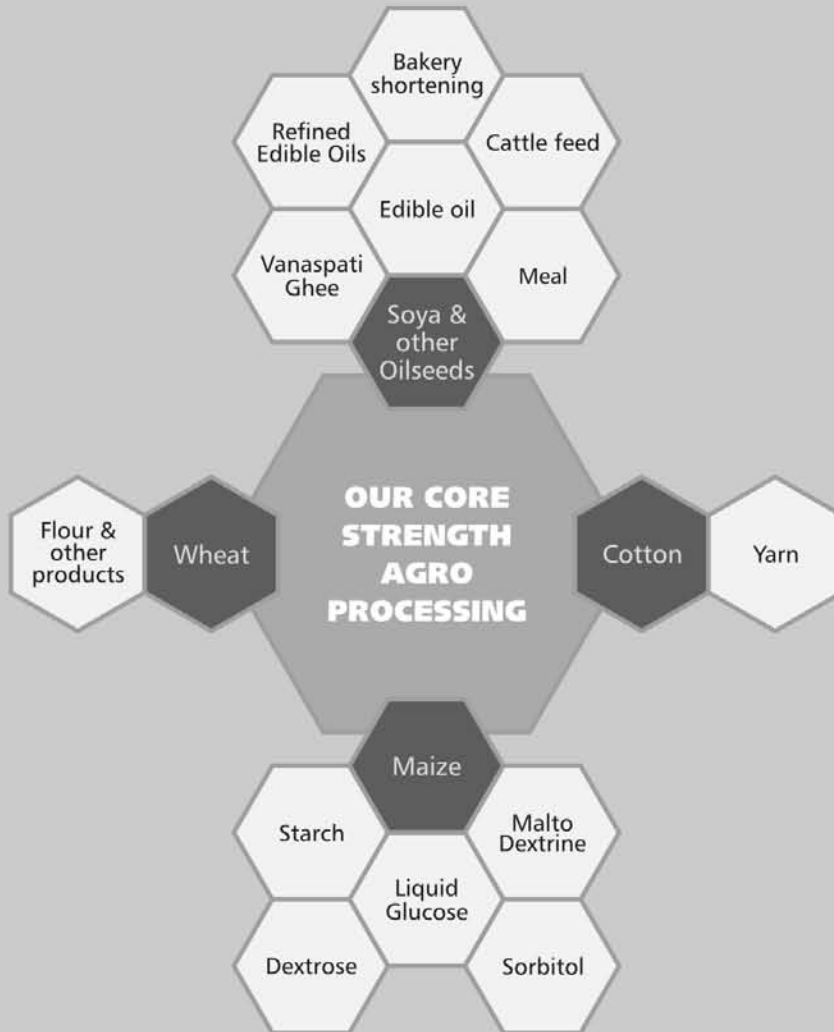 Bakery
shortening
Refined
Edible Oils
Cattle feed
Edible oil
Vanaspati
Ghee
Meal
Soya &
other
Oilseeds
OUR CORE
STRENGTH
AGRO
PROCESSING
Flour &
other
products
Wheat
Cotton
Yarn
Maize
Starch
Malto
Dextrine
Liquid
Glucose
Dextrose
Sorbitol